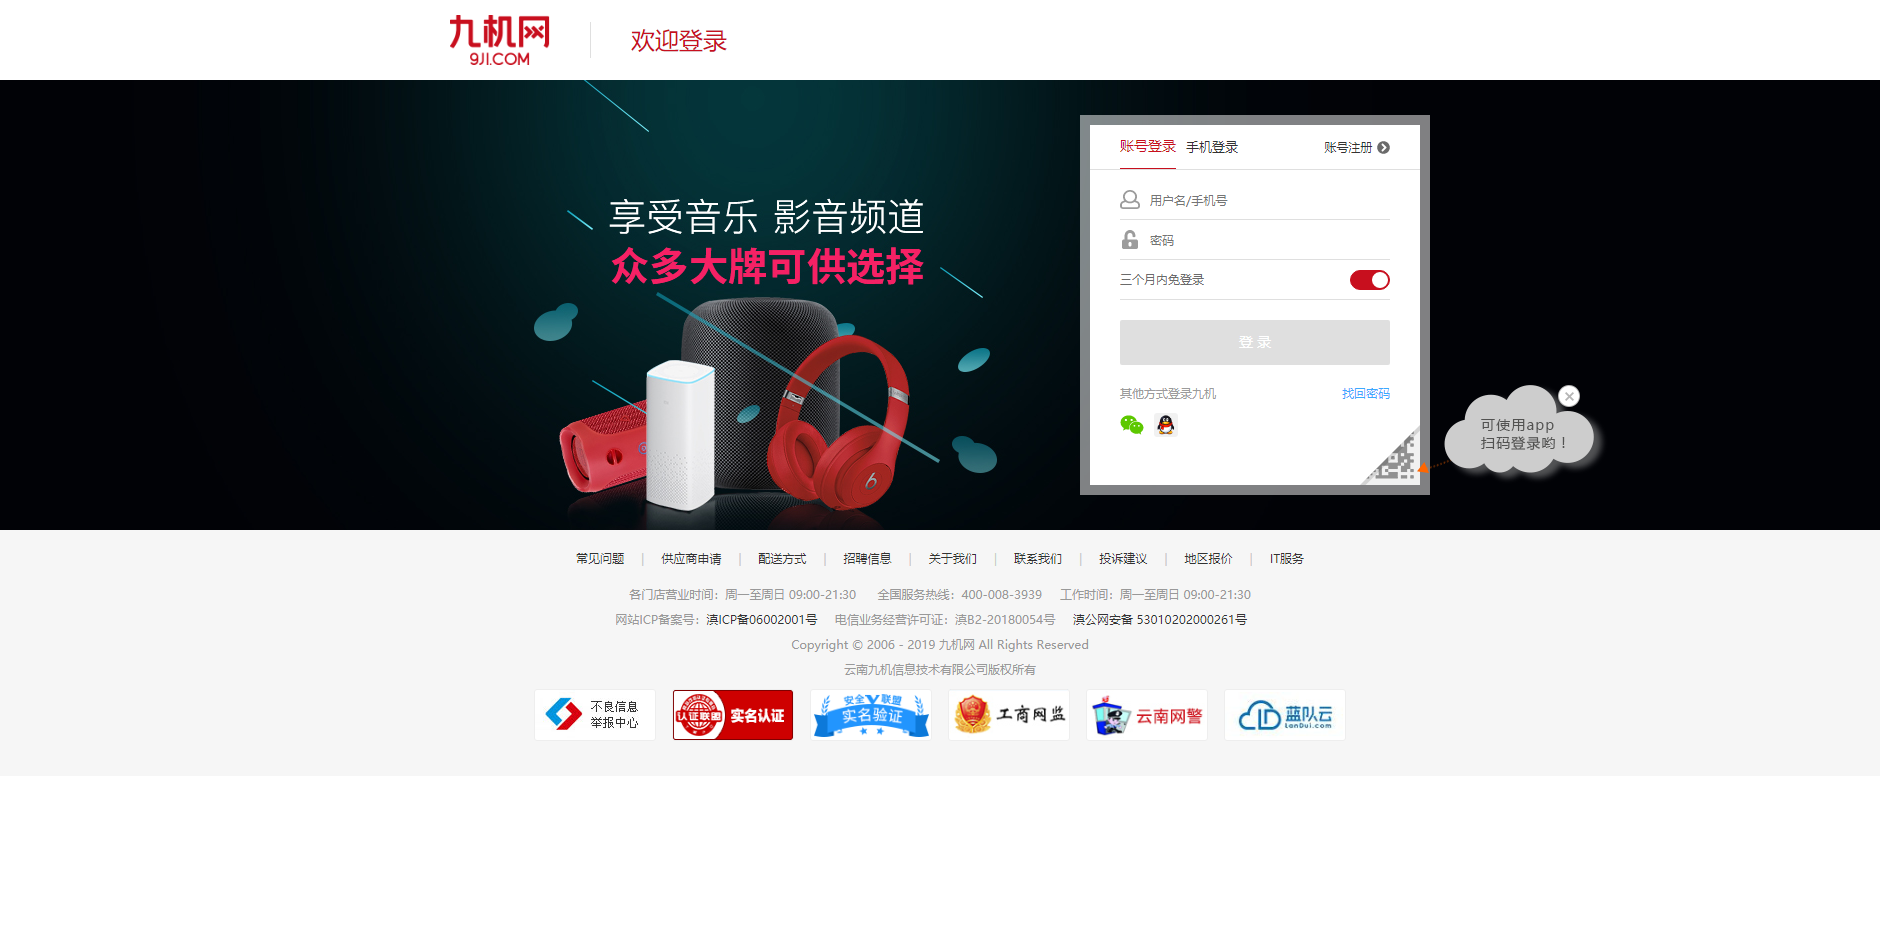 九机网
9JI.COM
欢迎登录
享受音乐 影音频道
众多大牌可供选择
账号登录 手机登录 账号注册
用户名/手机号
密码
三个月内免登录
登 录
其他方式登录九机 找回密码
可使用app
扫码登录哟！
常见问题 | 供应商申请 | 配送方式 | 招聘信息 | 关于我们 | 联系我们 | 投诉建议 | 地区报价 | IT服务
各门店营业时间：周一至周日 09:00-21:30 全国服务热线：400-008-3939 工作时间：周一至周日 09:00-21:30
网站ICP备案号：滇ICP备06002001号 电信业务经营许可证：滇B2-20180054号 滇公网安备 53010202000261号
Copyright © 2006 - 2019 九机网 All Rights Reserved
云南九机信息技术有限公司版权所有
不良信息
举报中心
认证联盟
实名认证
安全 联盟
实名验证
工商网监
云南网警
蓝队云
LanDui.com